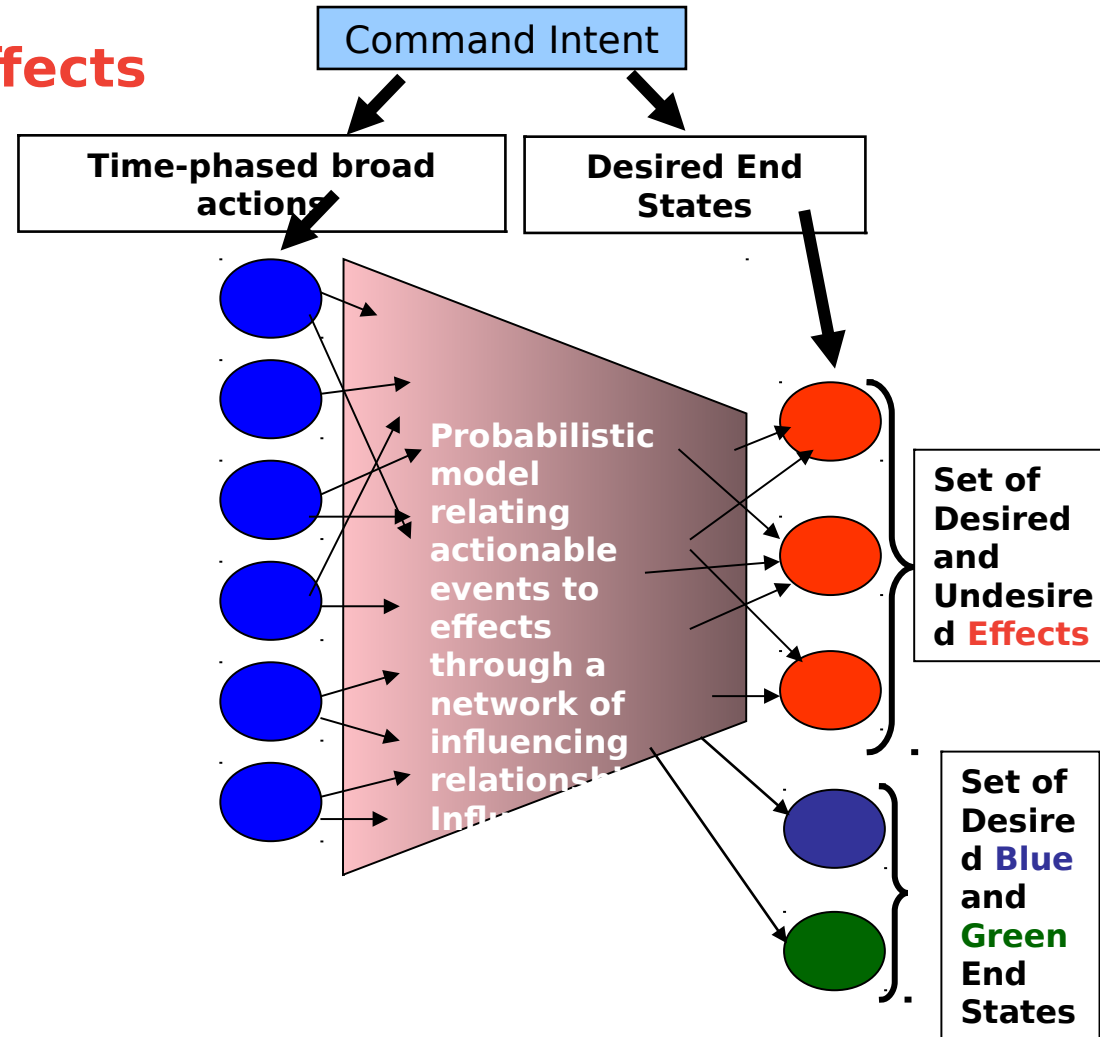 Command Intent
ffects
Time-phased broad
actions
Desired End
States
Probabilistic
model
relating
actionable
events to
effects
through a
network of
influencing
Set of
Desired
and
Undesire
d Effects
Set of
Desire
d Blue
and
Green
End
States